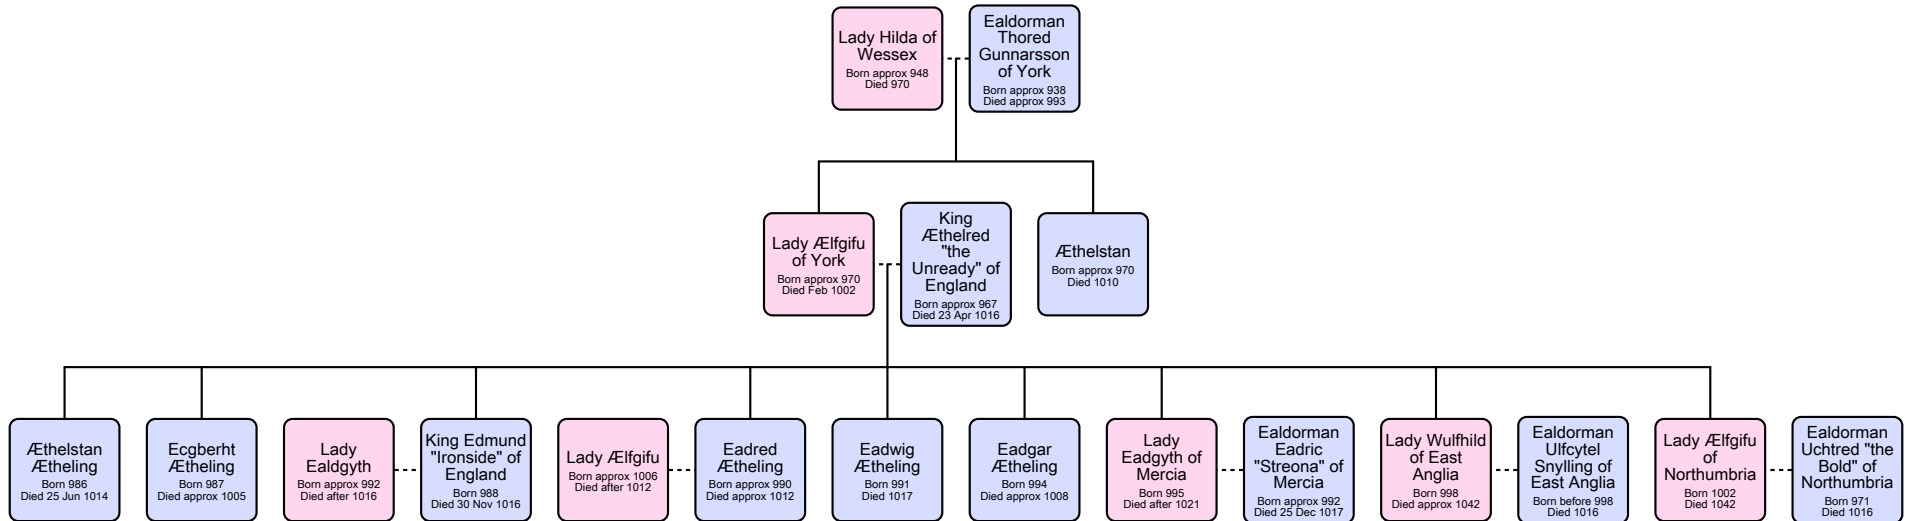 Lady Hilda of
Wessex
Born approx 948
Died 970
Ealdorman
Thored
Gunnarsson
of York
Born approx 938
Died approx 993
Lady Ælfgifu
of York
Born approx 970
Died Feb 1002
King
Æthelred
"the
Unready" of
England
Born approx 967
Died 23 Apr 1016
Æthelstan
Born approx 970
Died 1010
Æthelstan
Ætheling
Born 986
Died 25 Jun 1014
Ecgberht
Ætheling
Born 987
Died approx 1005
Lady
Ealdgyth
Born approx 992
Died after 1016
King Edmund
"Ironside" of
England
Born 988
Died 30 Nov 1016
Lady Ælfgifu
Born approx 1006
Died after 1012
Eadred
Ætheling
Born approx 990
Died approx 1012
Eadwig
Ætheling
Born 991
Died 1017
Eadgar
Ætheling
Born 994
Died approx 1008
Lady
Eadgyth of
Mercia
Born 995
Died after 1021
Ealdorman
Eadric
"Streona" of
Mercia
Born approx 992
Died 25 Dec 1017
Lady Wulfhild
of East
Anglia
Born 998
Died approx 1042
Ealdorman
Ulfcytel
Snylling of
East Anglia
Born before 998
Died 1016
Lady Ælfgifu
of
Northumbria
Born 1002
Died 1042
Ealdorman
Uchtred "the
Bold" of
Northumbria
Born 971
Died 1016